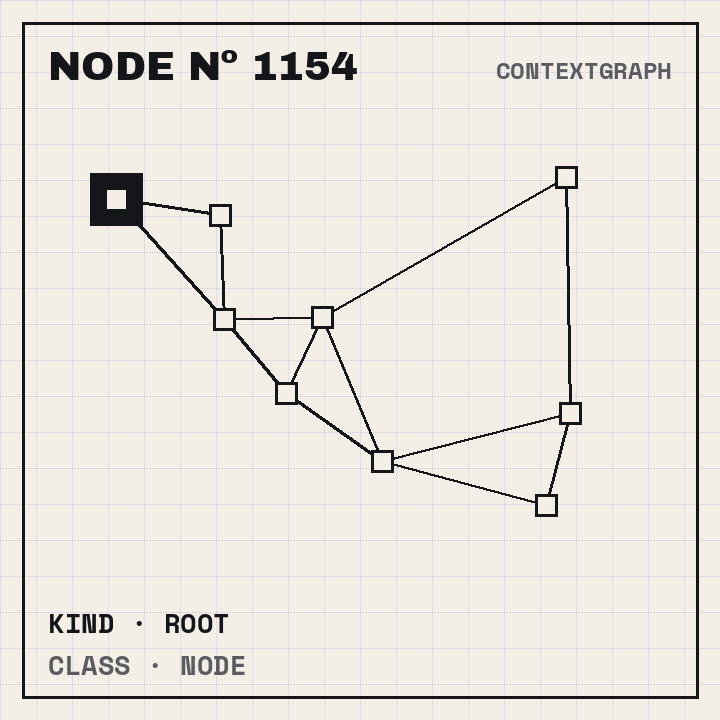 NODE Nº 1154
CONTEXTGRAPH
KIND · ROOT
CLASS · NODE